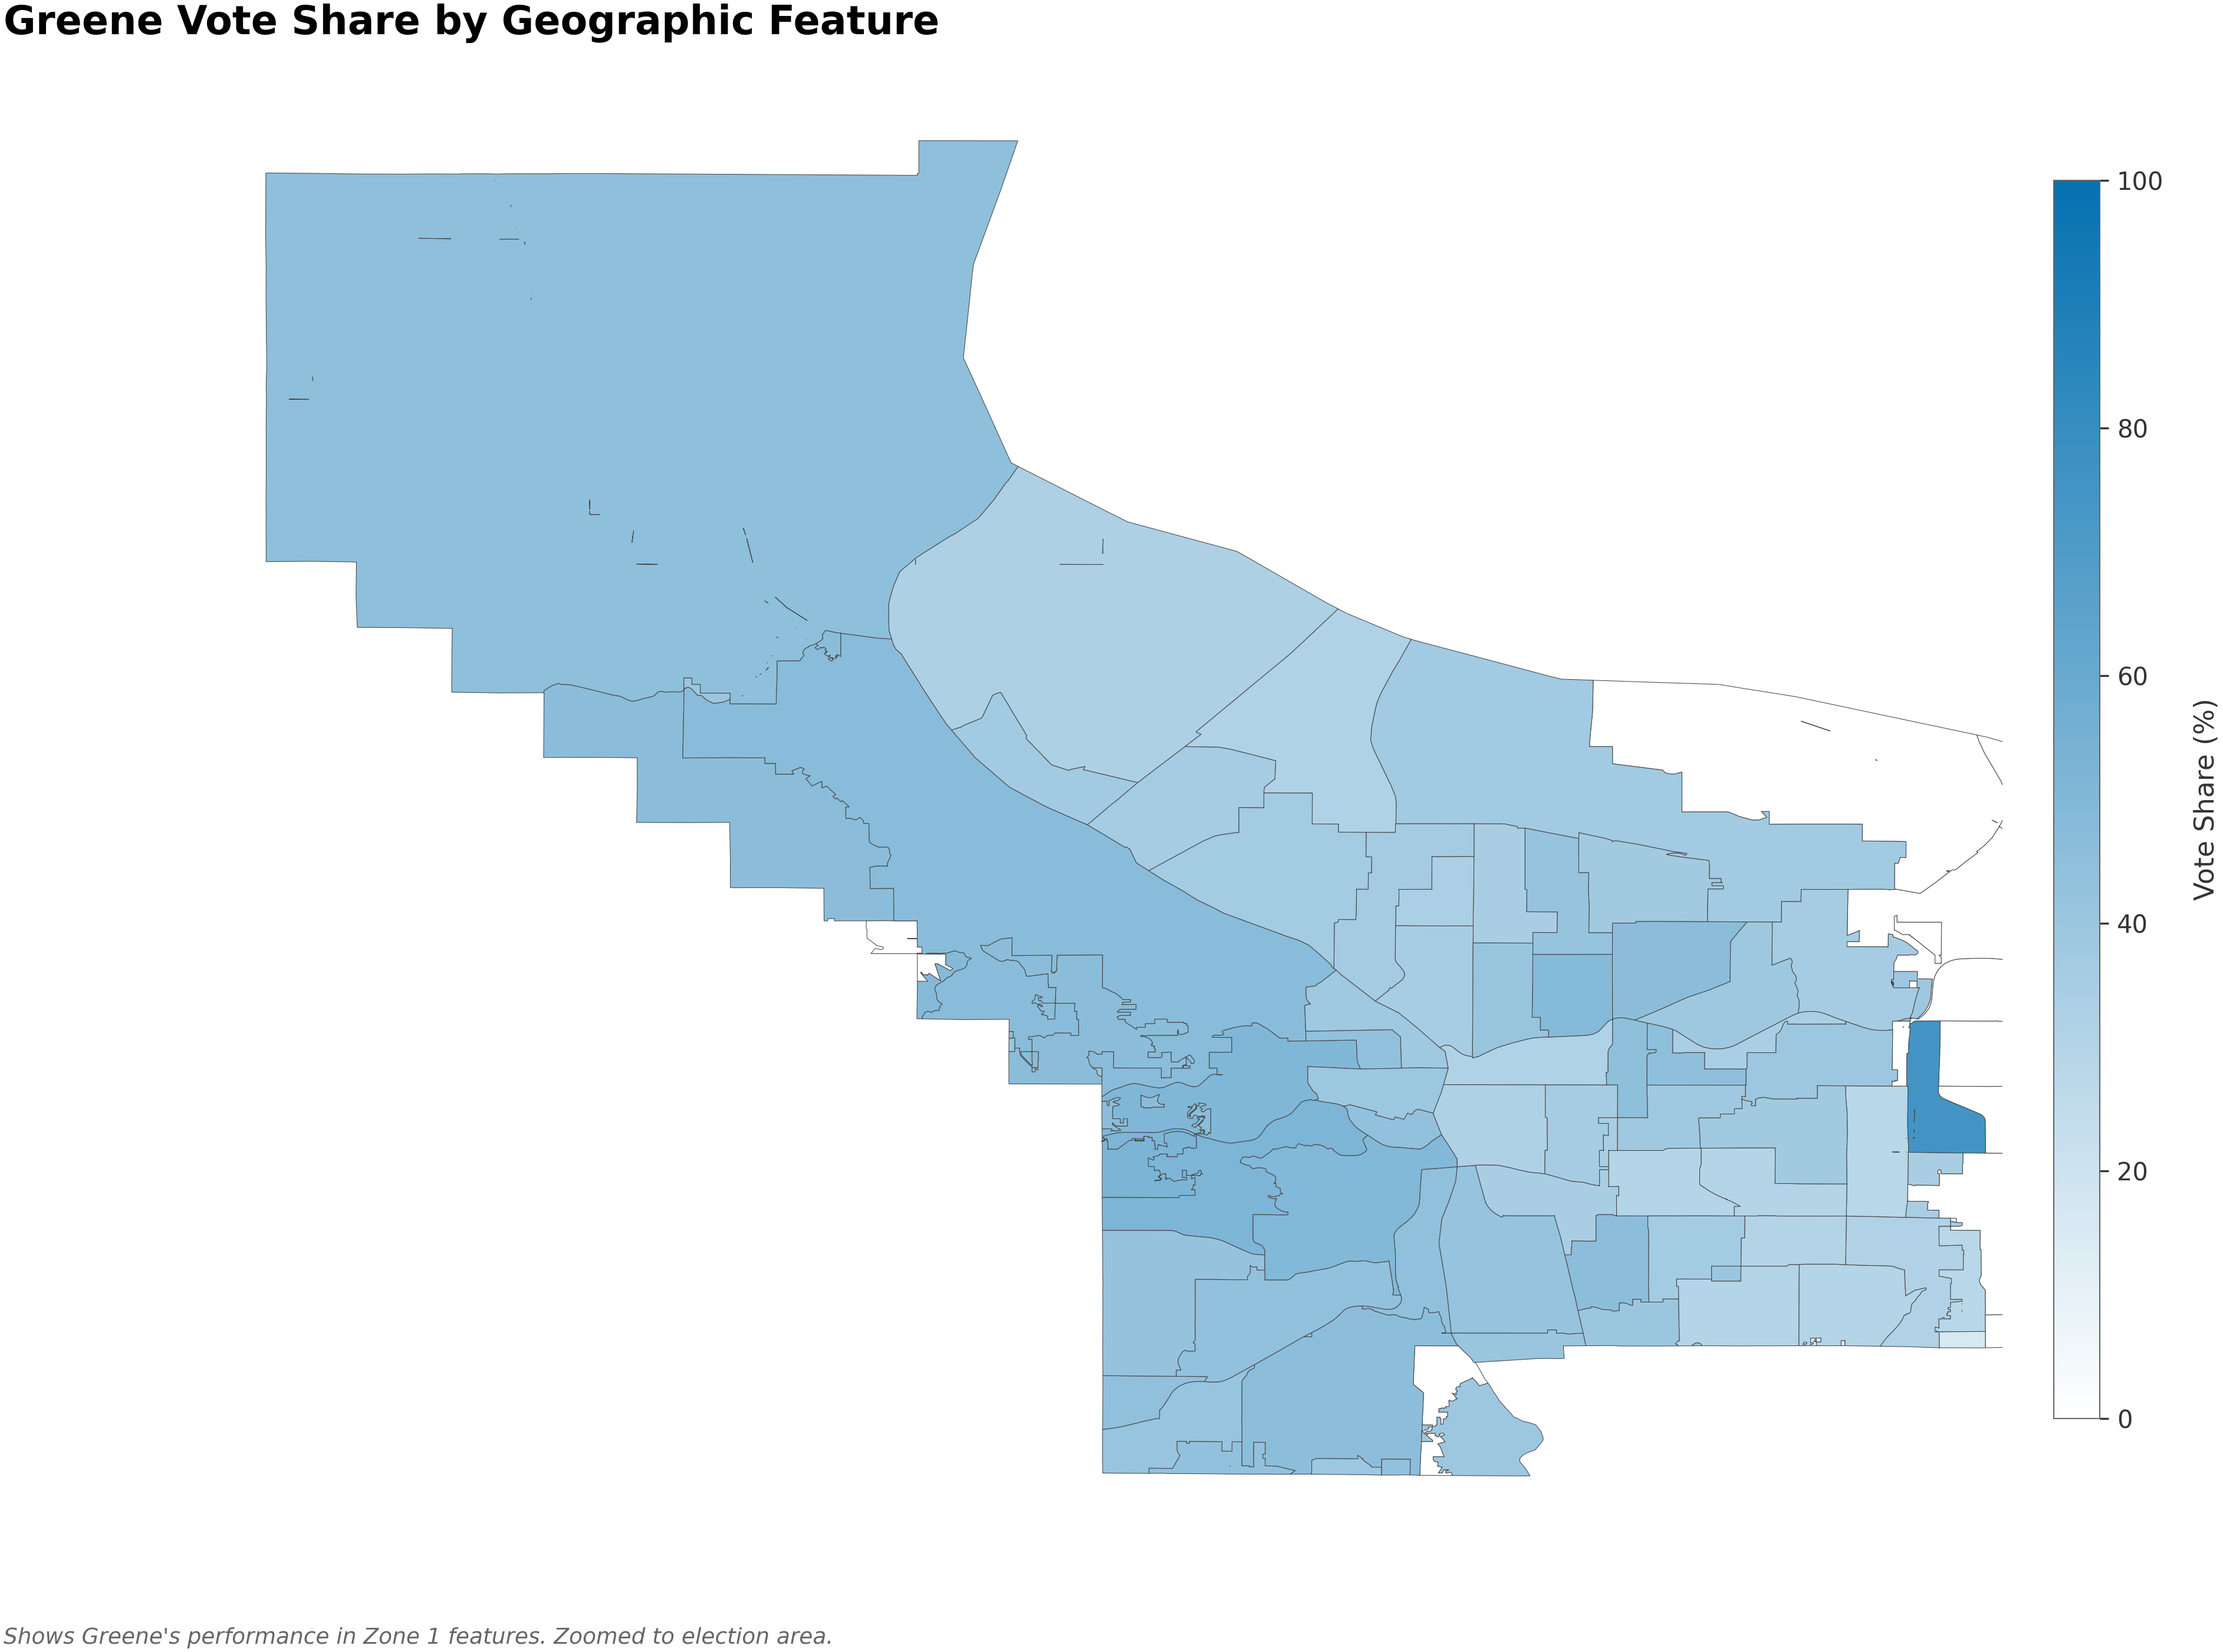 Greene Vote Share by Geographic Feature
100
80
60
40
20
0
Vote Share (%)
Shows Greene's performance in Zone 1 features. Zoomed to election area.